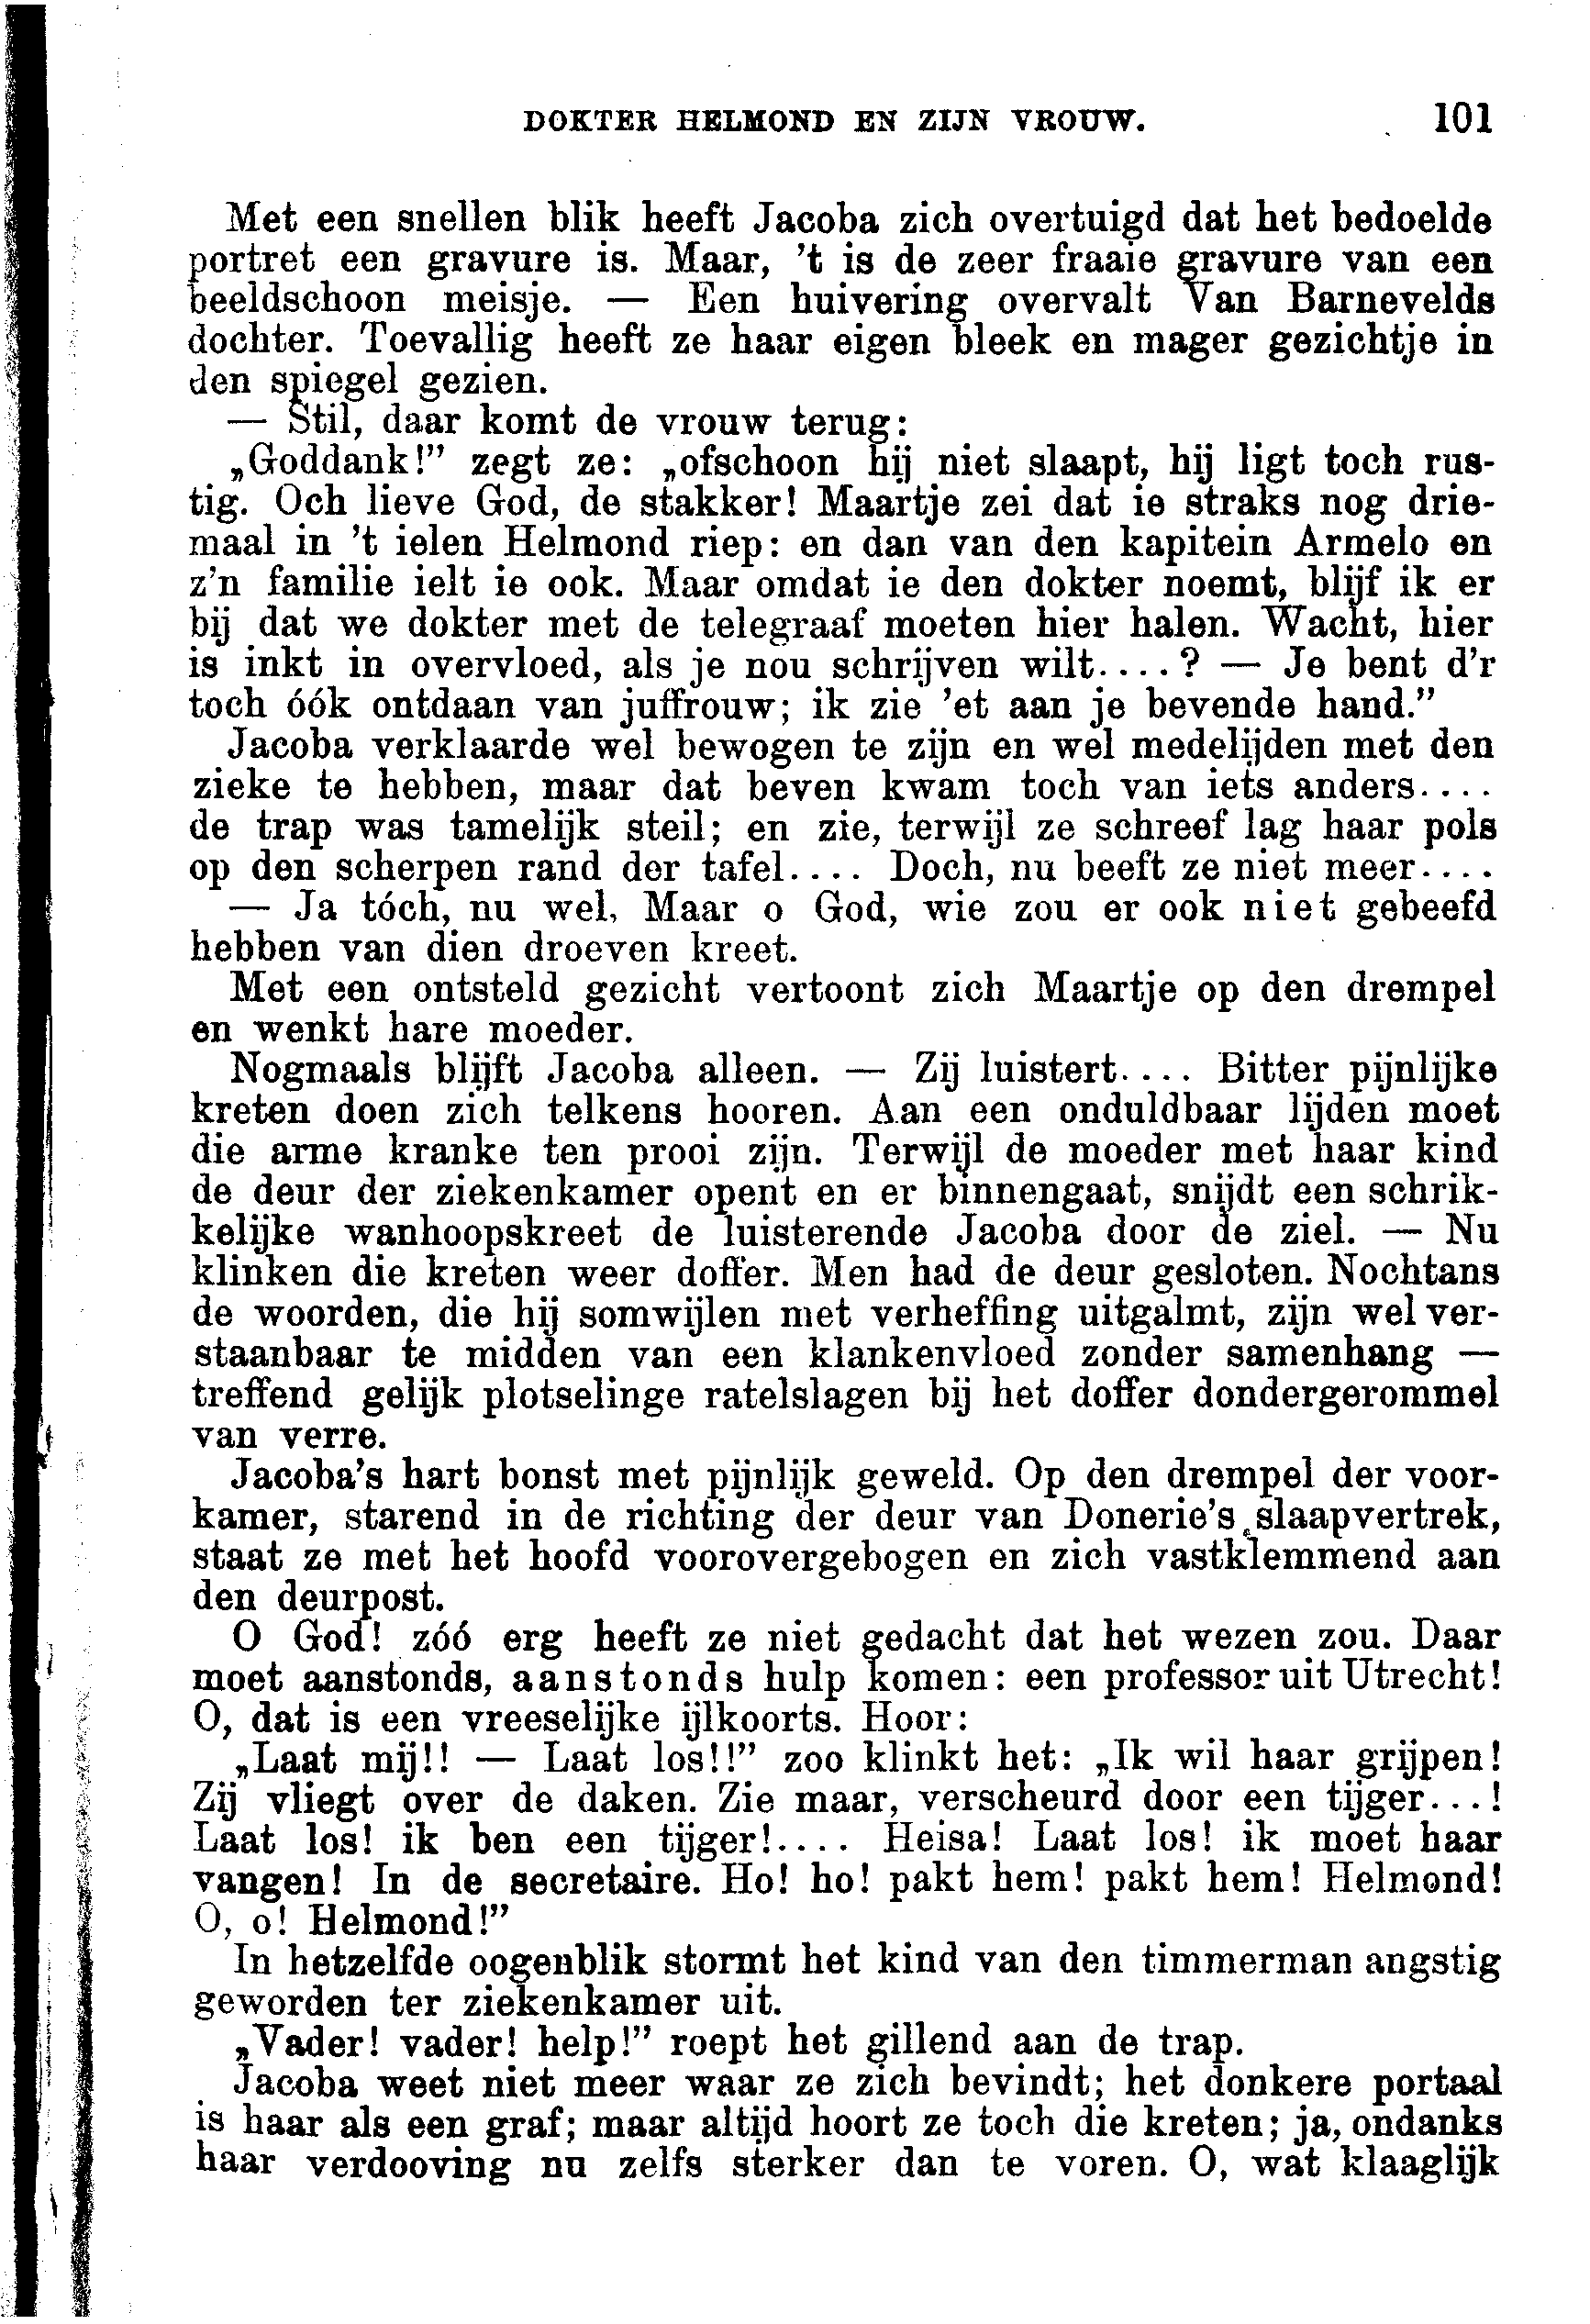 DOKTER HELMOND EN ZIJN VROUW. 101
Met een snellen blik heeft Jacoba zich overtuigd dat het bedoelde
portret een gravure is. Maar, 't is de zeer fraaie gravure van een
beeldschoon meisje. — Een huivering overvalt Van Barnevelds
dochter. Toevallig heeft ze haar eigen bleek en mager gezichtje in
den spiegel gezien.
— Stil, daar komt de vrouw terug:
„Goddank!” zegt ze: „ofschoon hij niet slaapt, hij ligt toch rus-
tig. Och lieve God, de stakker! Maartje zei dat ie straks nog drie-
maal in 't ielen Helmond riep: en dan van den kapitein Armelo en
z'n familie ielt ie ook. Maar omdat ie den dokter noemt, blijf ik er
bij dat we dokter met de telegraaf moeten hier halen. Wacht, hier
is inkt in overvloed, als je nou schrijven wilt....? — Je bent d'r
toch óók ontdaan van juffrouw; ik zie 'et aan je bevende hand.”
Jacoba verklaarde wel bewogen te zijn en wel medelijden met den
zieke te hebben, maar dat beven kwam toch van iets anders....
de trap was tamelijk steil; en zie, terwijl ze schreef lag haar pols
op den scherpen rand der tafel.... Doch, nu beeft ze niet meer....
— Ja tóch, nu wel, Maar o God, wie zou er ook niet gebeefd
hebben van dien droeven kreet.
Met een ontsteld gezicht vertoont zich Maartje op den drempel
en wenkt hare moeder.
Nogmaals blijft Jacoba alleen. — Zij luistert.... Bitter pijnlijke
kreten doen zich telkens hooren. Aan een onduldbaar lijden moet
die arme kranke ten prooi zijn. Terwijl de moeder met haar kind
de deur der ziekenkamer opent en er binnengaat, snijdt een schrik-
kelijke wanhoopskreet de luisterende Jacoba door de ziel. — Nu
klinken die kreten weer doffer. Men had de deur gesloten. Nochtans
de woorden, die hij somwijlen met verheffing uitgalmt, zijn wel ver-
staanbaar te midden van een klankenvloed zonder samenhang —
treffend gelijk plotselinge ratelslagen bij het doffer dondergerommel
van verre.
Jacoba's hart bonst met pijnlijk geweld. Op den drempel der voor-
kamer, starend in de richting der deur van Donerie's slaapvertrek,
staat ze met het hoofd voorovergebogen en zich vastklemmend aan
den deurpost.
O God! zóó erg heeft ze niet gedacht dat het wezen zou. Daar
moet aanstonds, aanstonds hulp komen: een professor uit Utrecht!
O, dat is een vreeselijke ijlkoorts. Hoor:
„Laat mij!! — Laat los!!” zoo klinkt het: „Ik wil haar grijpen!
Zij vliegt over de daken. Zie maar, verscheurd door een tijger...!
Laat los! ik ben een tijger!.... Heisa! Laat los! ik moet haar
vangen! In de secretaire. Ho! ho! pakt hem! pakt hem! Helmond!
O, o! Helmond!”
In hetzelfde oogenblik stormt het kind van den timmerman angstig
geworden ter ziekenkamer uit.
„Vader! vader! help!” roept het gillend aan de trap.
Jacoba weet niet meer waar ze zich bevindt; het donkere portaal
is haar als een graf; maar altijd hoort ze toch die kreten; ja, ondanks
haar verdooving nu zelfs sterker dan te voren. O, wat klaaglijk